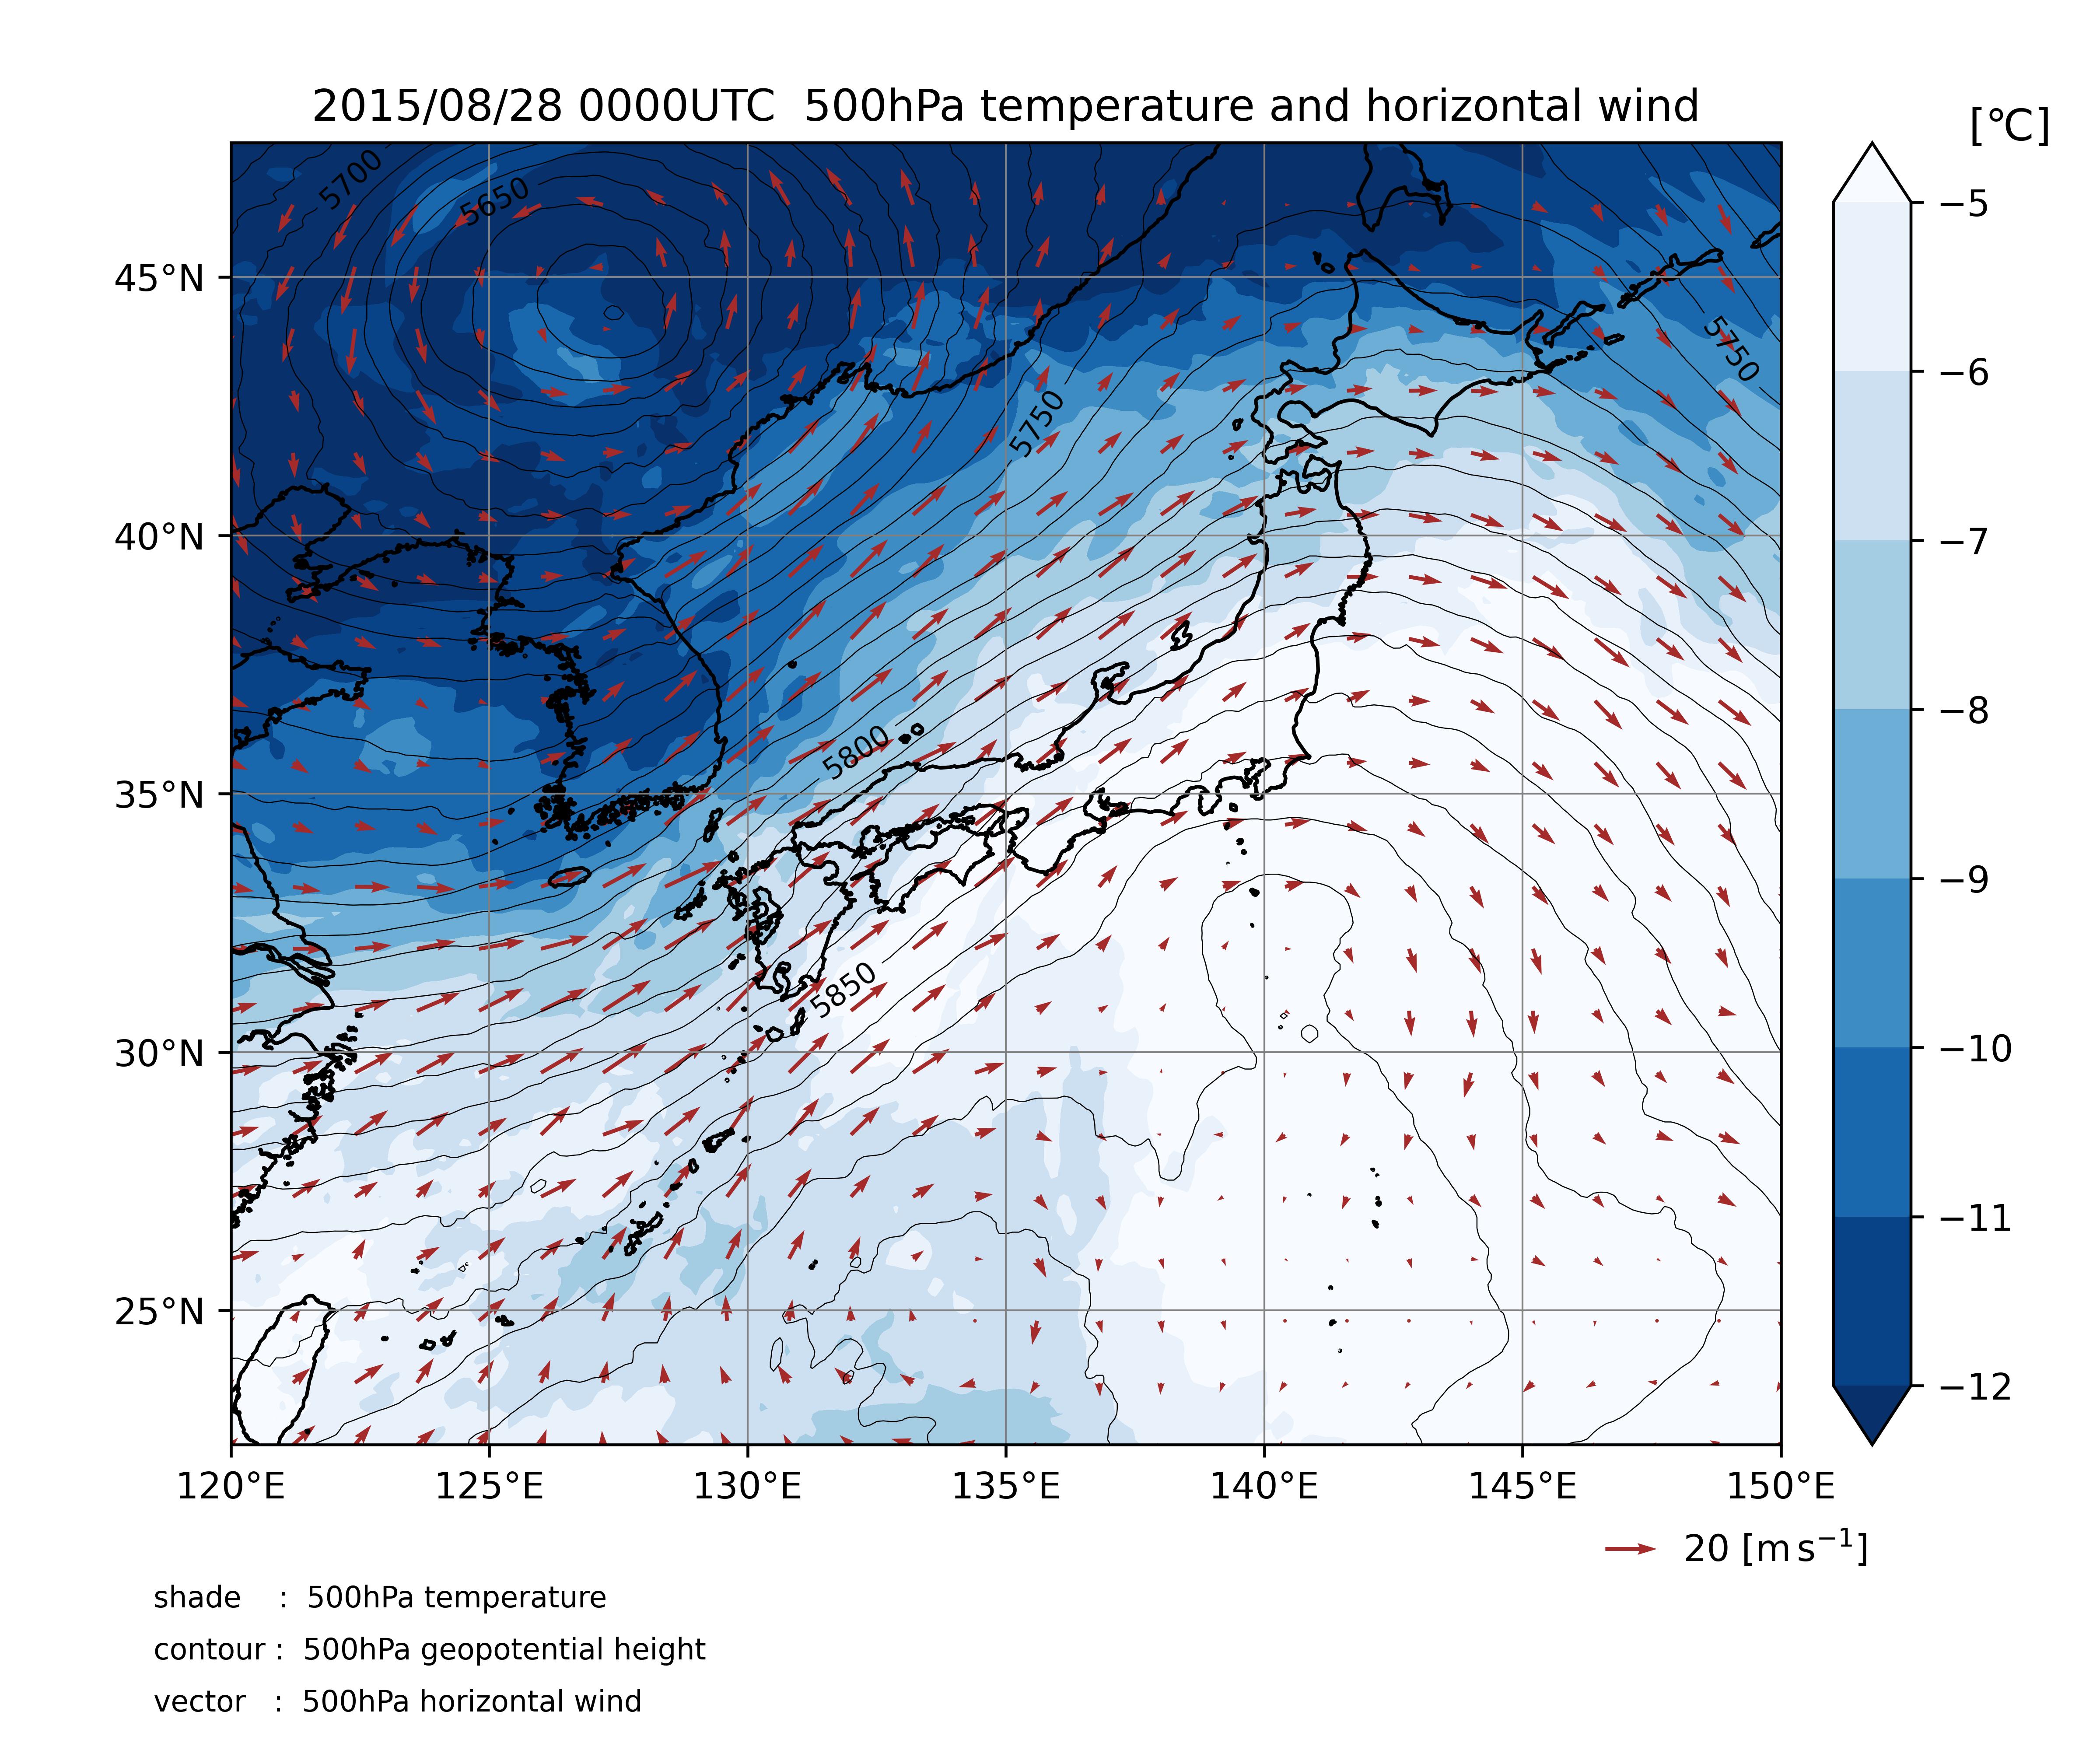 2015/08/28 0000UTC  500hPa temperature and horizontal wind
[℃]
5700
5650
5750
5750
5800
5850
45°N
40°N
35°N
30°N
25°N
120°E 125°E 130°E 135°E 140°E 145°E 150°E
−5
−6
−7
−8
−9
−10
−11
−12
20 [m s⁻¹]
shade : 500hPa temperature
contour : 500hPa geopotential height
vector : 500hPa horizontal wind